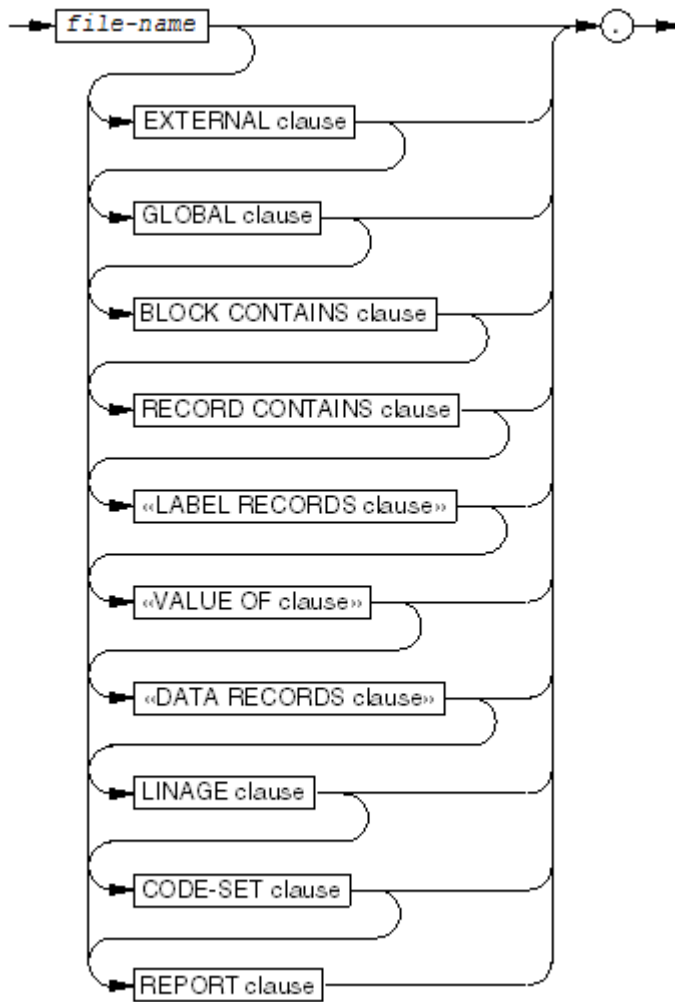 file-name
.
EXTERNAL clause
GLOBAL clause
BLOCK CONTAINS clause
RECORD CONTAINS clause
«LABEL RECORDS clause»
«VALUE OF clause»
«DATA RECORDS clause»
LINAGE clause
CODE-SET clause
REPORT clause